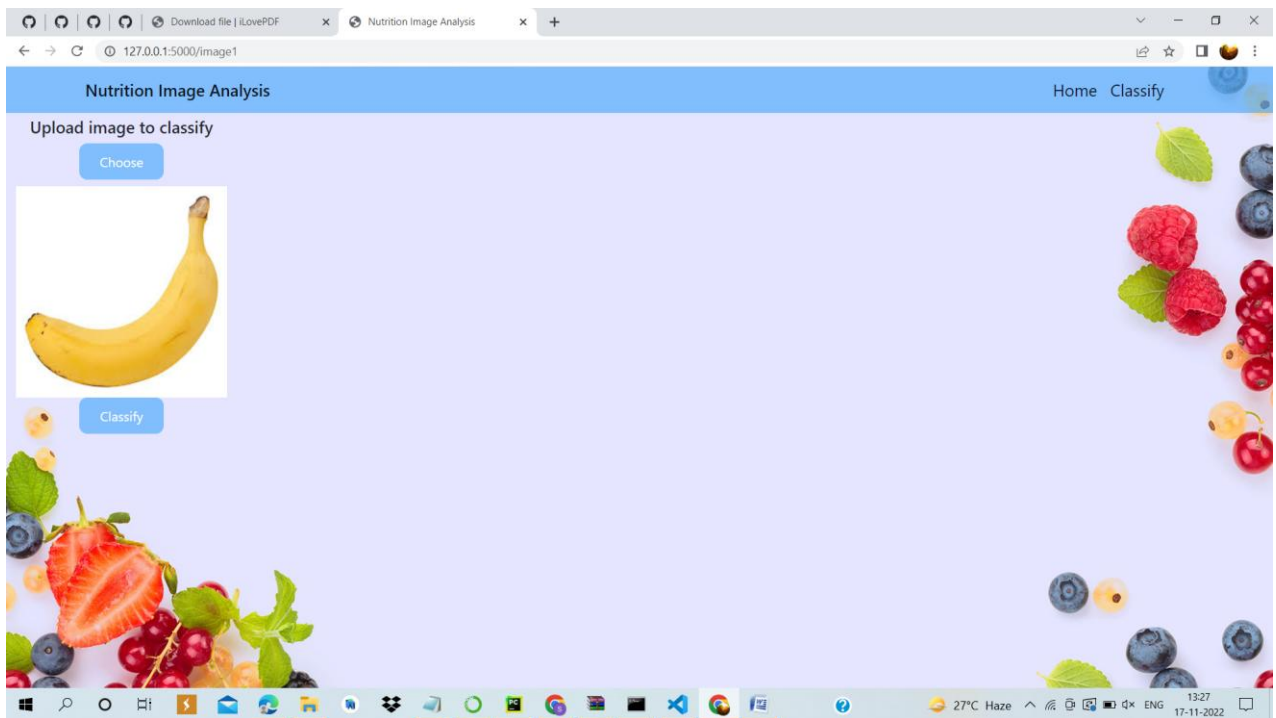 Download file | iLovePDF
Nutrition Image Analysis
127.0.0.1:5000/image1
Nutrition Image Analysis
Home Classify
Upload image to classify
Choose
Classify
27°C Haze
ENG
13:27
17-11-2022